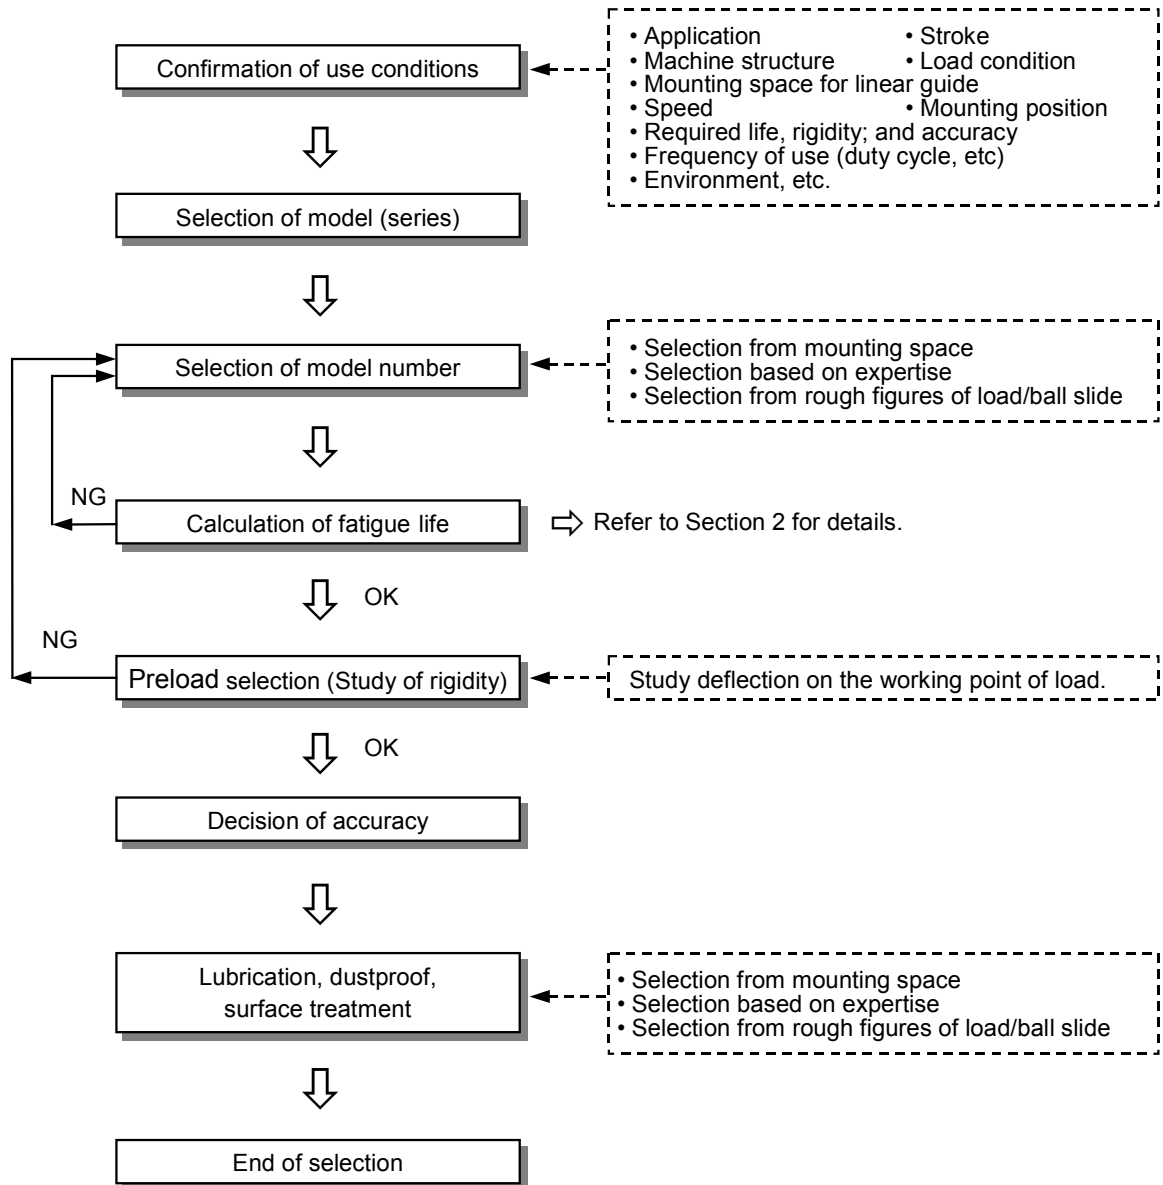 Confirmation of use conditions
• Application • Stroke
• Machine structure • Load condition
• Mounting space for linear guide
• Speed • Mounting position
• Required life, rigidity; and accuracy
• Frequency of use (duty cycle, etc)
• Environment, etc.
Selection of model (series)
Selection of model number
• Selection from mounting space
• Selection based on expertise
• Selection from rough figures of load/ball slide
NG
Calculation of fatigue life
Refer to Section 2 for details.
OK
NG
Preload selection (Study of rigidity)
Study deflection on the working point of load.
OK
Decision of accuracy
Lubrication, dustproof,
surface treatment
• Selection from mounting space
• Selection based on expertise
• Selection from rough figures of load/ball slide
End of selection